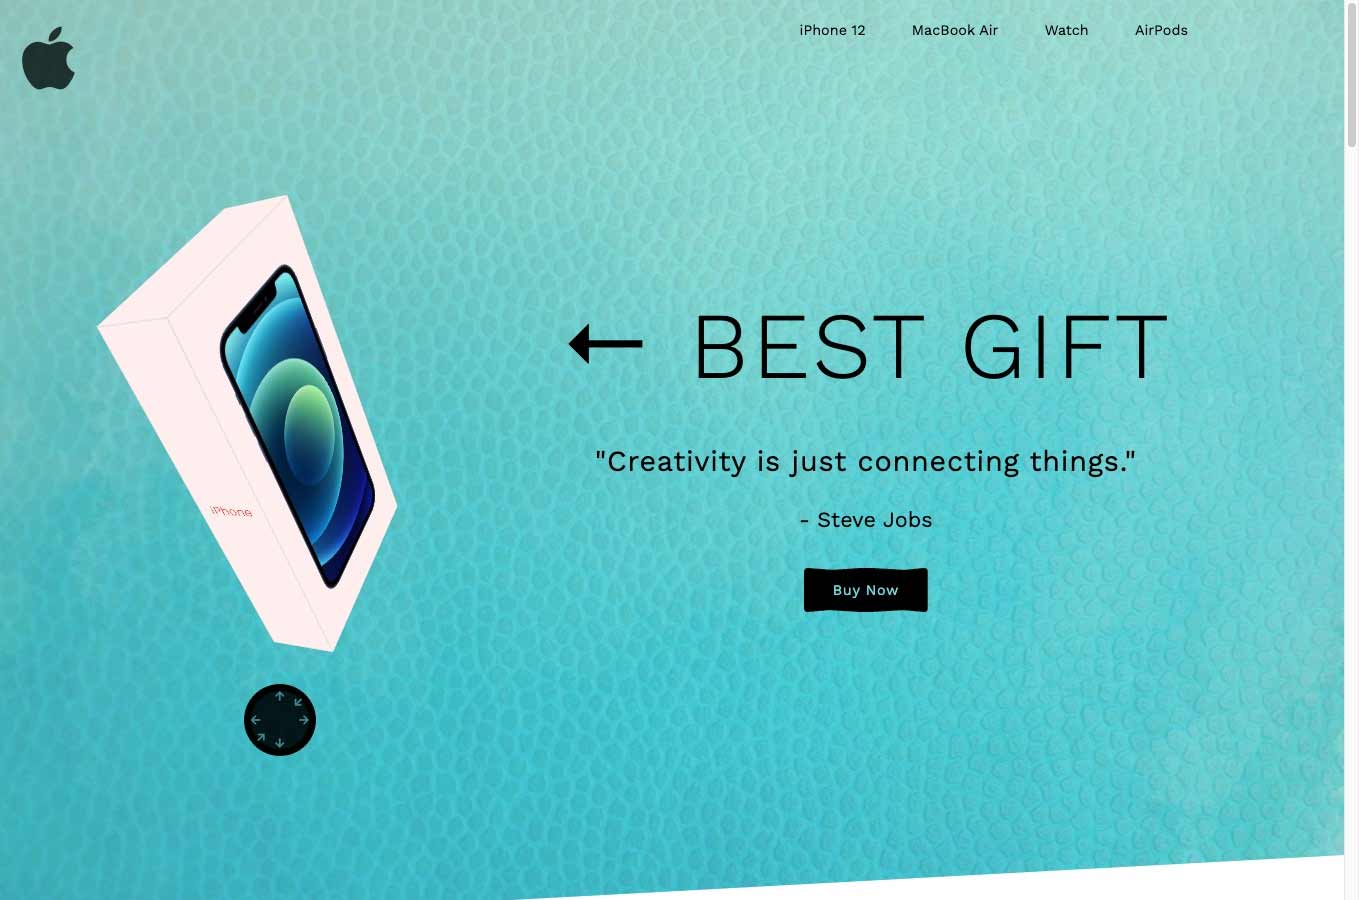 iPhone 12 MacBook Air Watch AirPods
BEST GIFT
"Creativity is just connecting things."
- Steve Jobs
Buy Now
iPhone